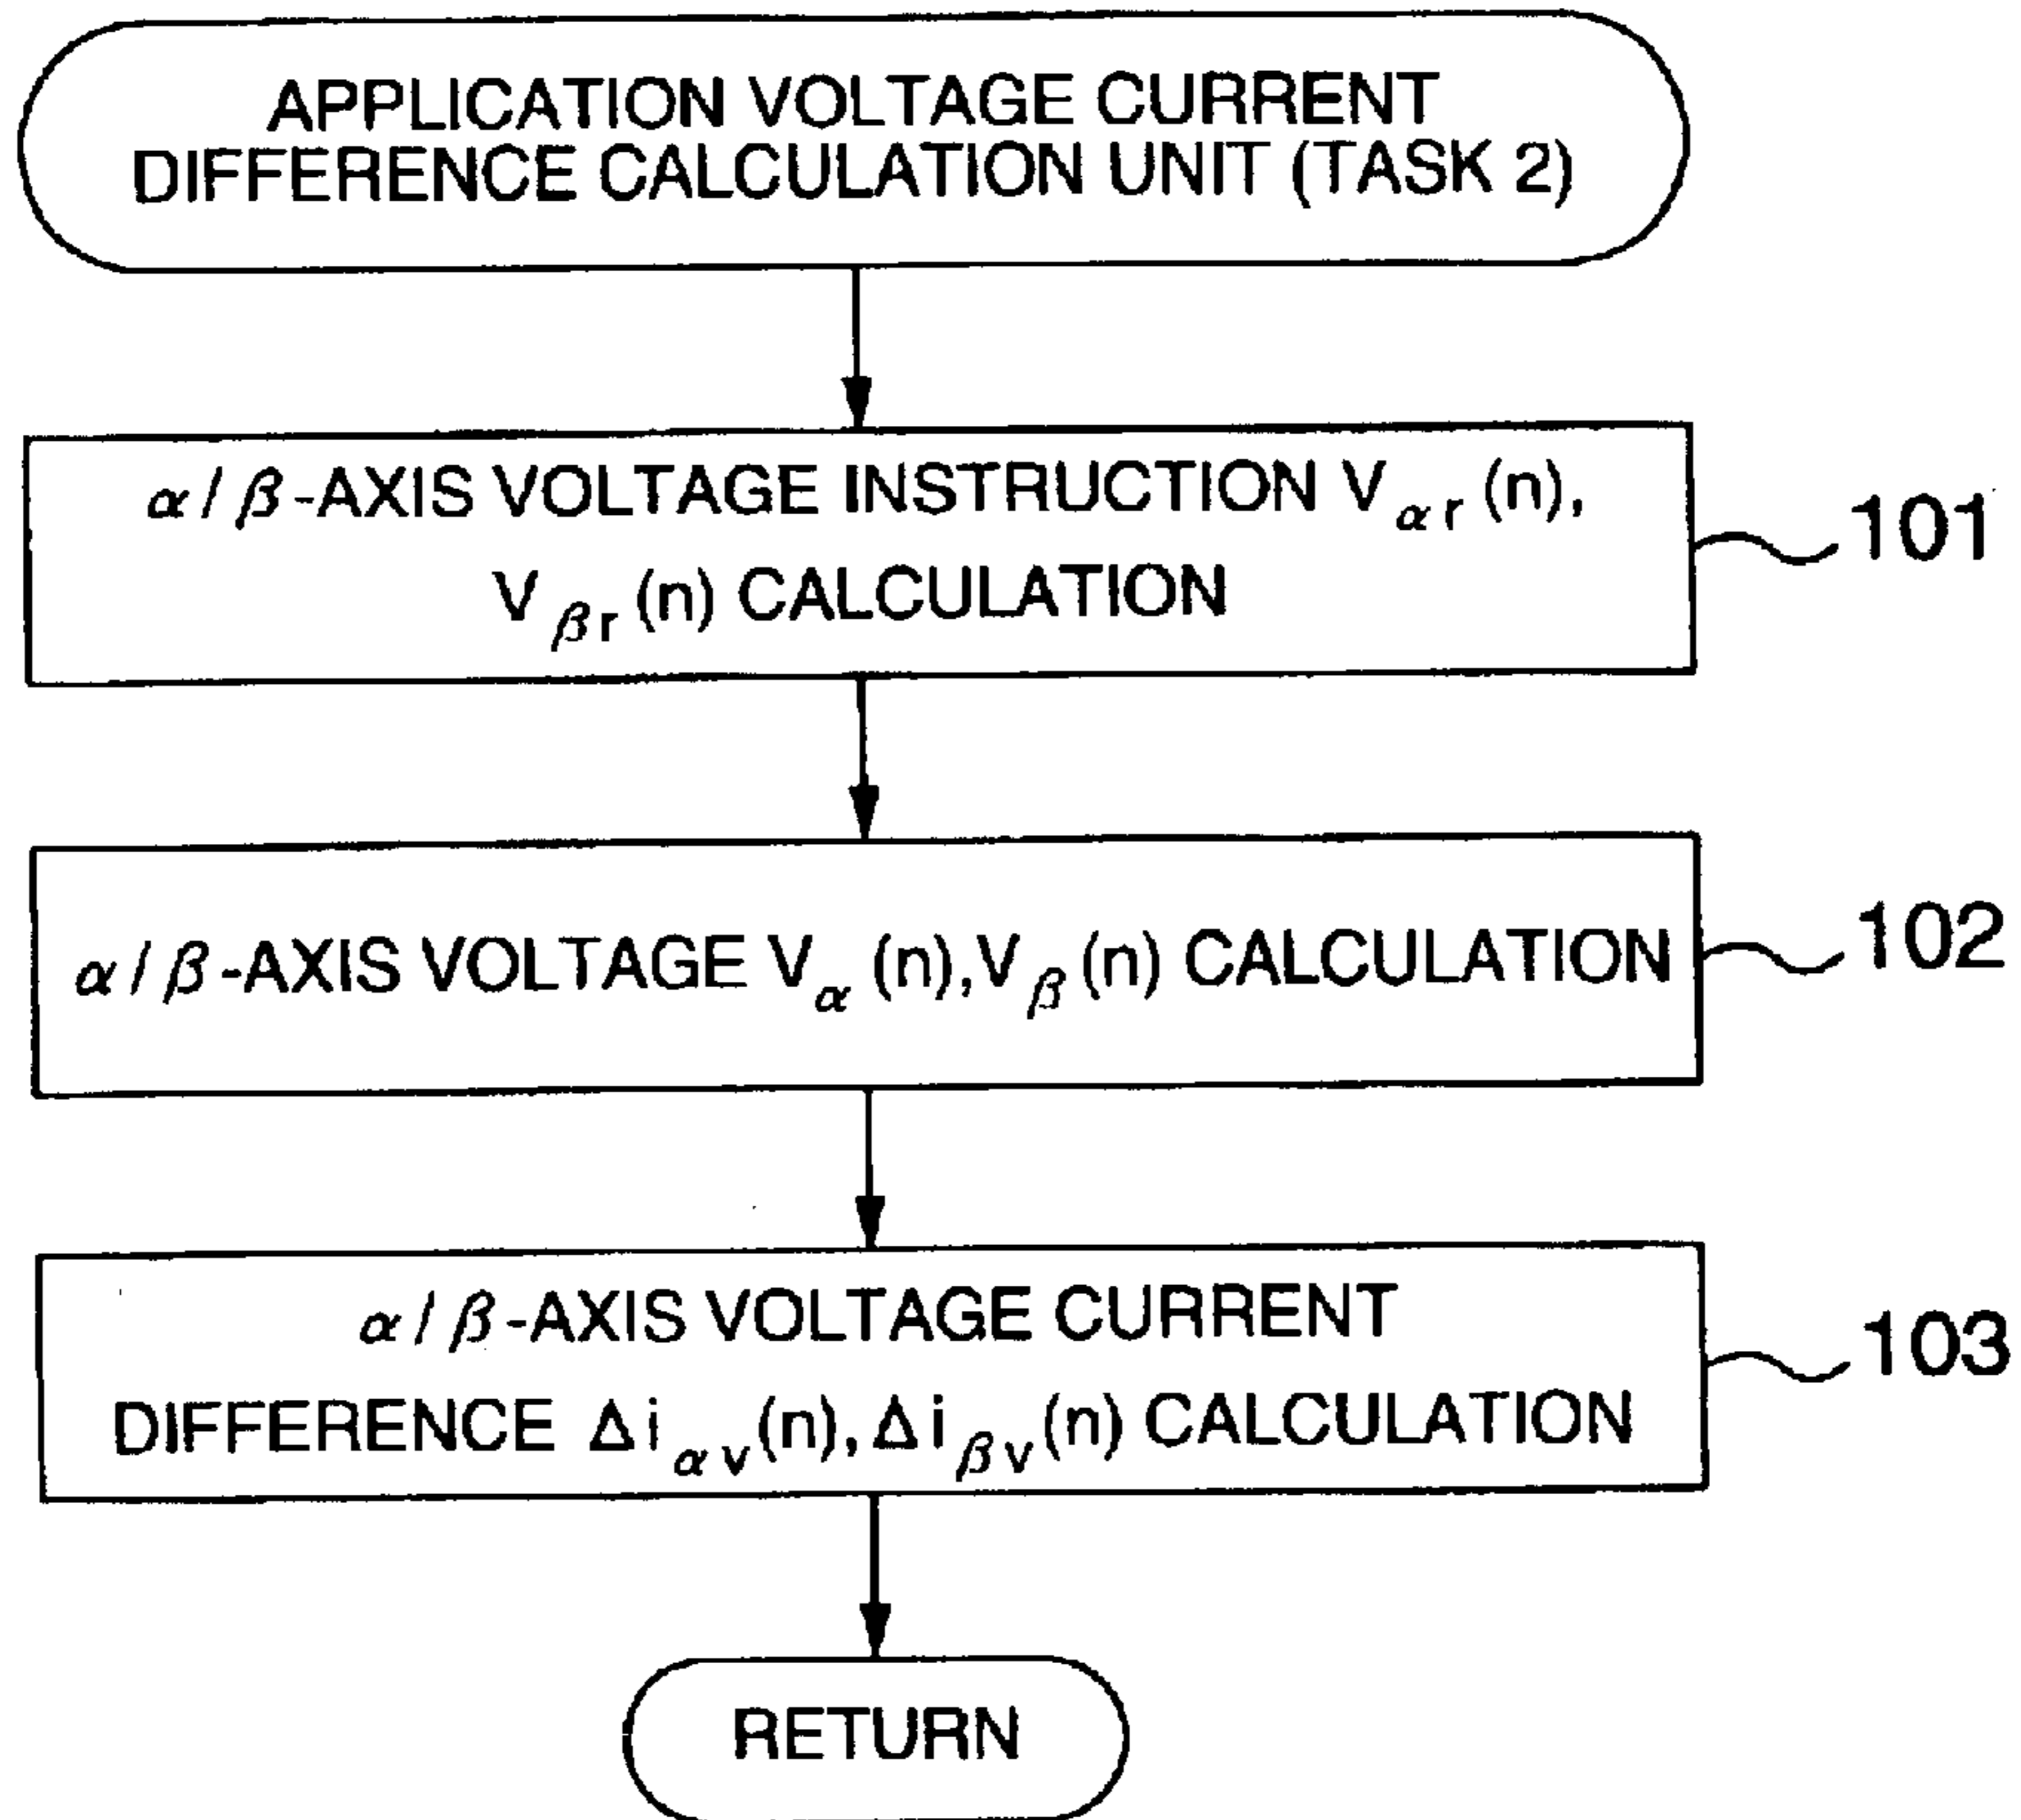 APPLICATION VOLTAGE CURRENT
DIFFERENCE CALCULATION UNIT (TASK 2)
α/β-AXIS VOLTAGE INSTRUCTION Vαr(n),
Vβr(n) CALCULATION
101
α/β-AXIS VOLTAGE Vα(n),Vβ(n) CALCULATION
102
α/β-AXIS VOLTAGE CURRENT
DIFFERENCE Δiαv(n),Δiβv(n) CALCULATION
103
RETURN